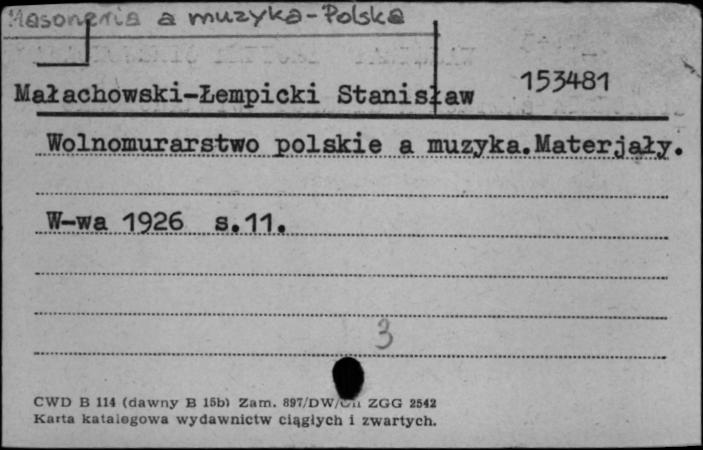 Masoneria a muzyka-Polska
153481
Małachowski-Łempicki Stanisław
Wolnomurarstwo polskie a muzyka.Materjały.
W-wa 1926 s.11.
3
CWD B 114 (dawny B 15b) Zam. 897/DW/ ZGG 2542
Karta katalogowa wydawnictw ciągłych i zwartych.